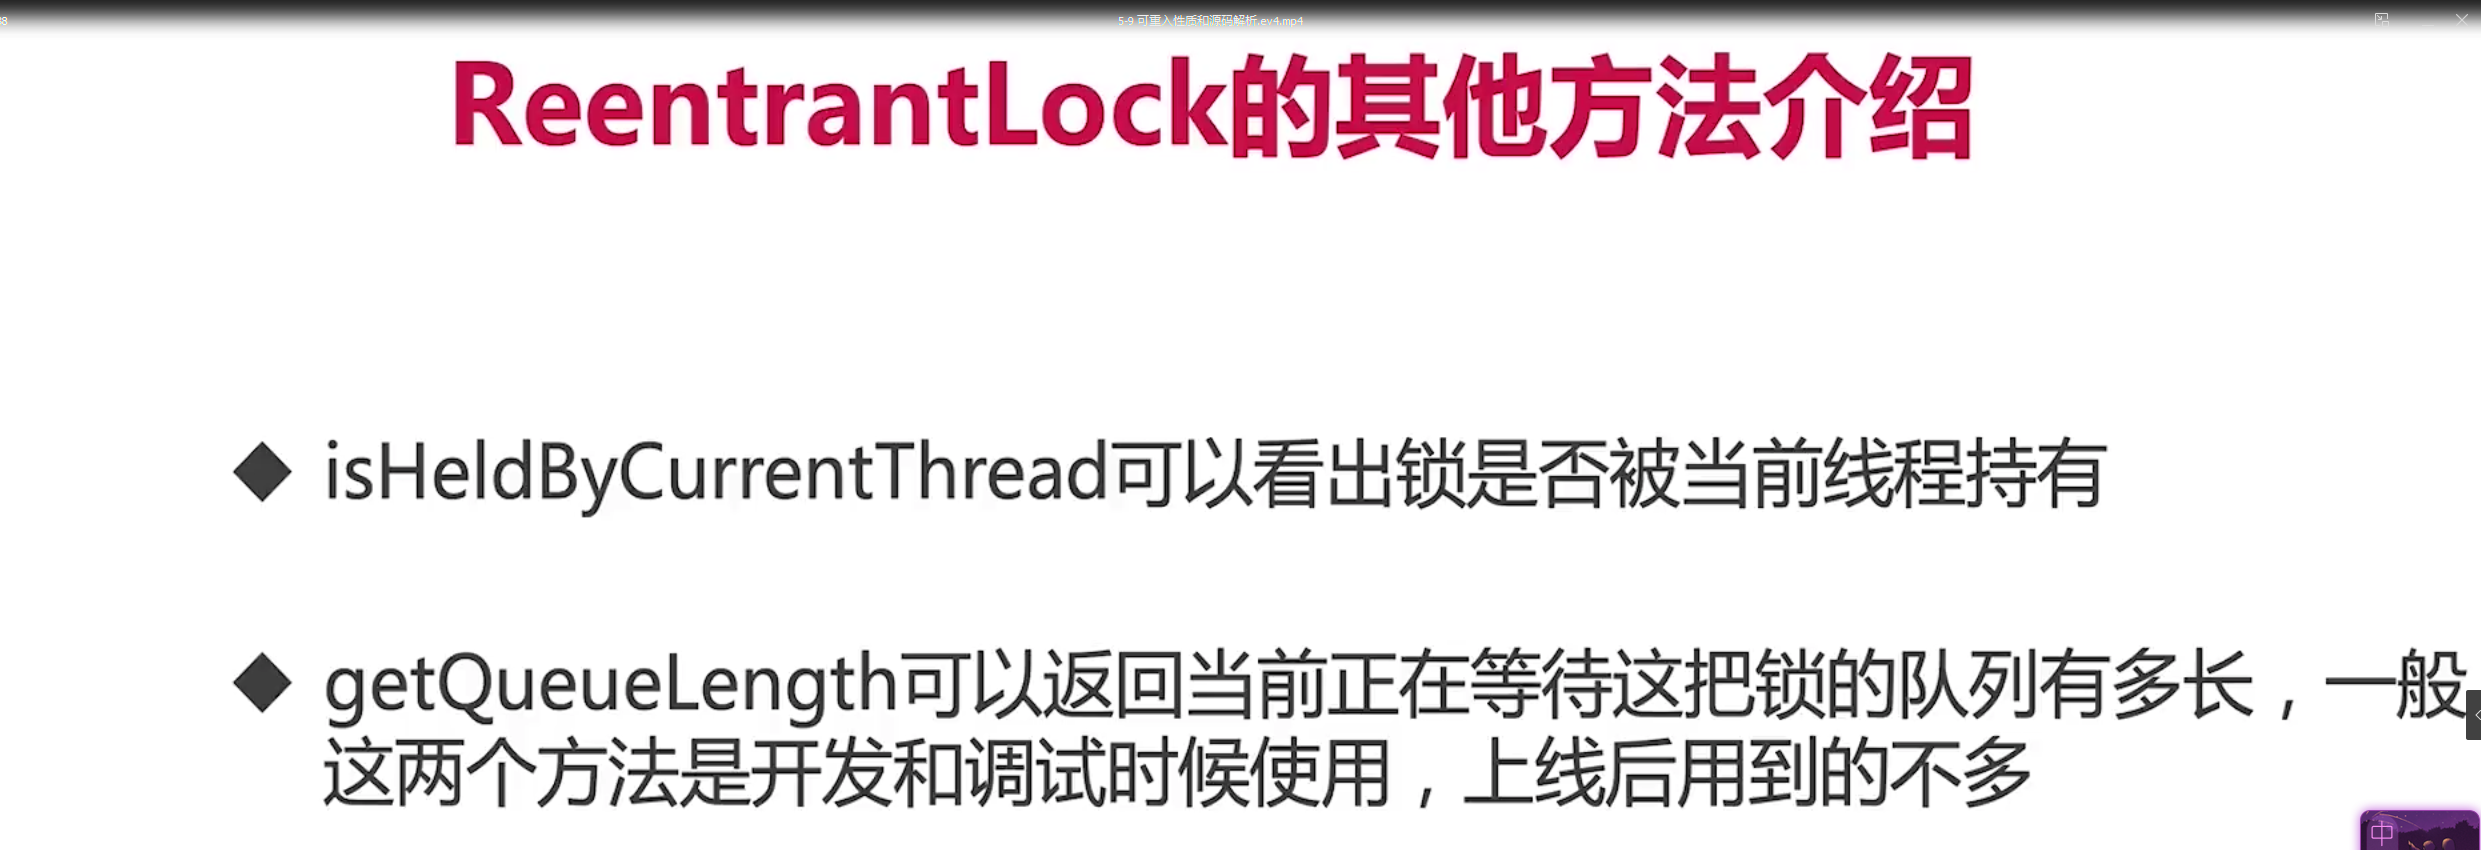 5-9 可重入性质和源码解析.ev4.mp4
ReentrantLock的其他方法介绍
isHeldByCurrentThread可以看出锁是否被当前线程持有
getQueueLength可以返回当前正在等待这把锁的队列有多长，一般
这两个方法是开发和调试时候使用，上线后用到的不多
中